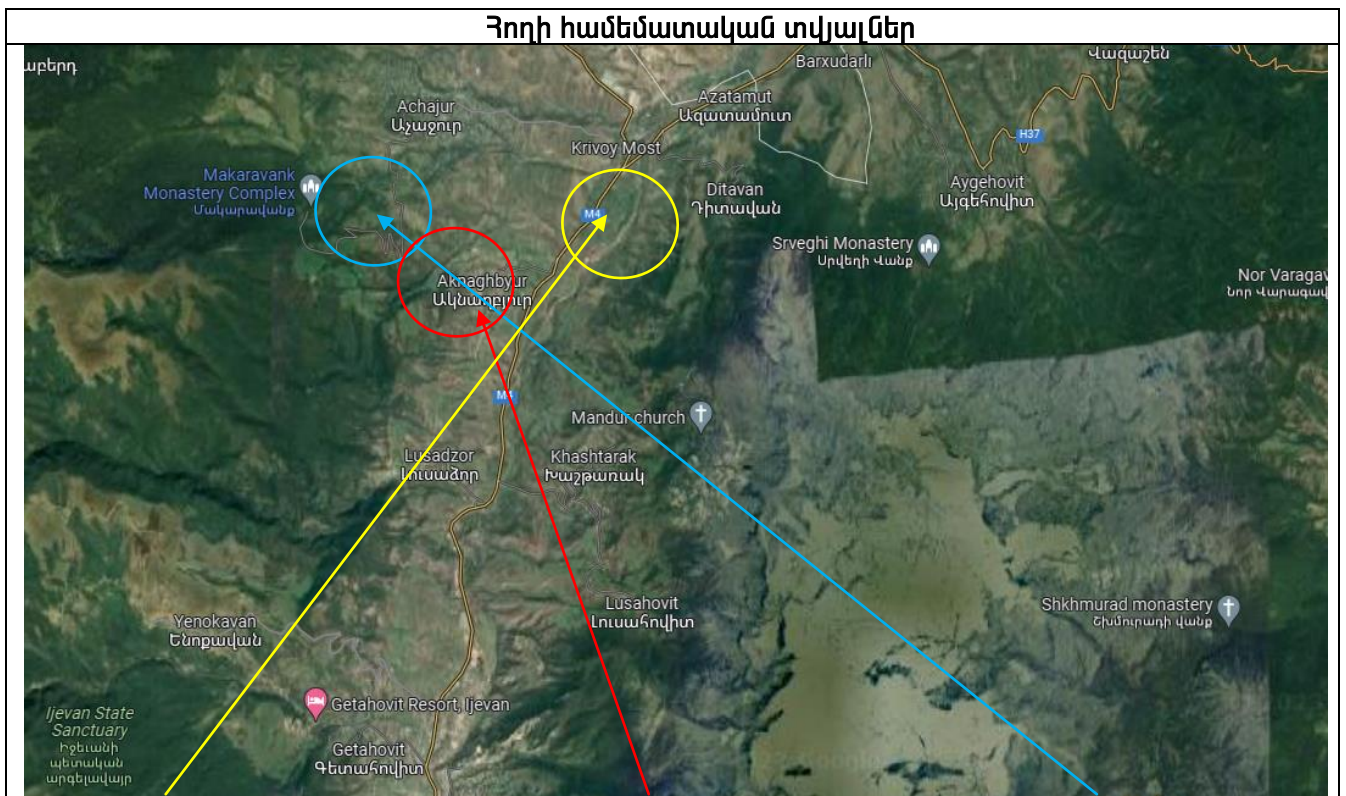 Հողի համեմատական տվյալներ
Վազաշեն
Barxudarlı
աբերդ
Azatamut
Ազատամուտ
Achajur
Աչաջուր
H37
Krivoy Most
Makaravank
Monastery Complex
Մակարավանք
Ditavan
Դիտավան
Aygehovit
Այգեհովիտ
M4
Srveghi Monastery
Սրվեղի Վանք
Nor Varagav
Նոր Վարագավ
Aknaghbyur
Ակնաղբյուր
M4
Mandur church
Lusadzor
Լուսաձոր
Khashtarak
Խաշթառակ
Lusahovit
Լուսահովիտ
Shkhmurad monastery
Շխմուրադի վանք
Yenokavan
Ենոքավան
Getahovit Resort, Ijevan
Ijevan State
Sanctuary
Իջեւանի
պետական
արգելավայր
Getahovit
Գետահովիտ